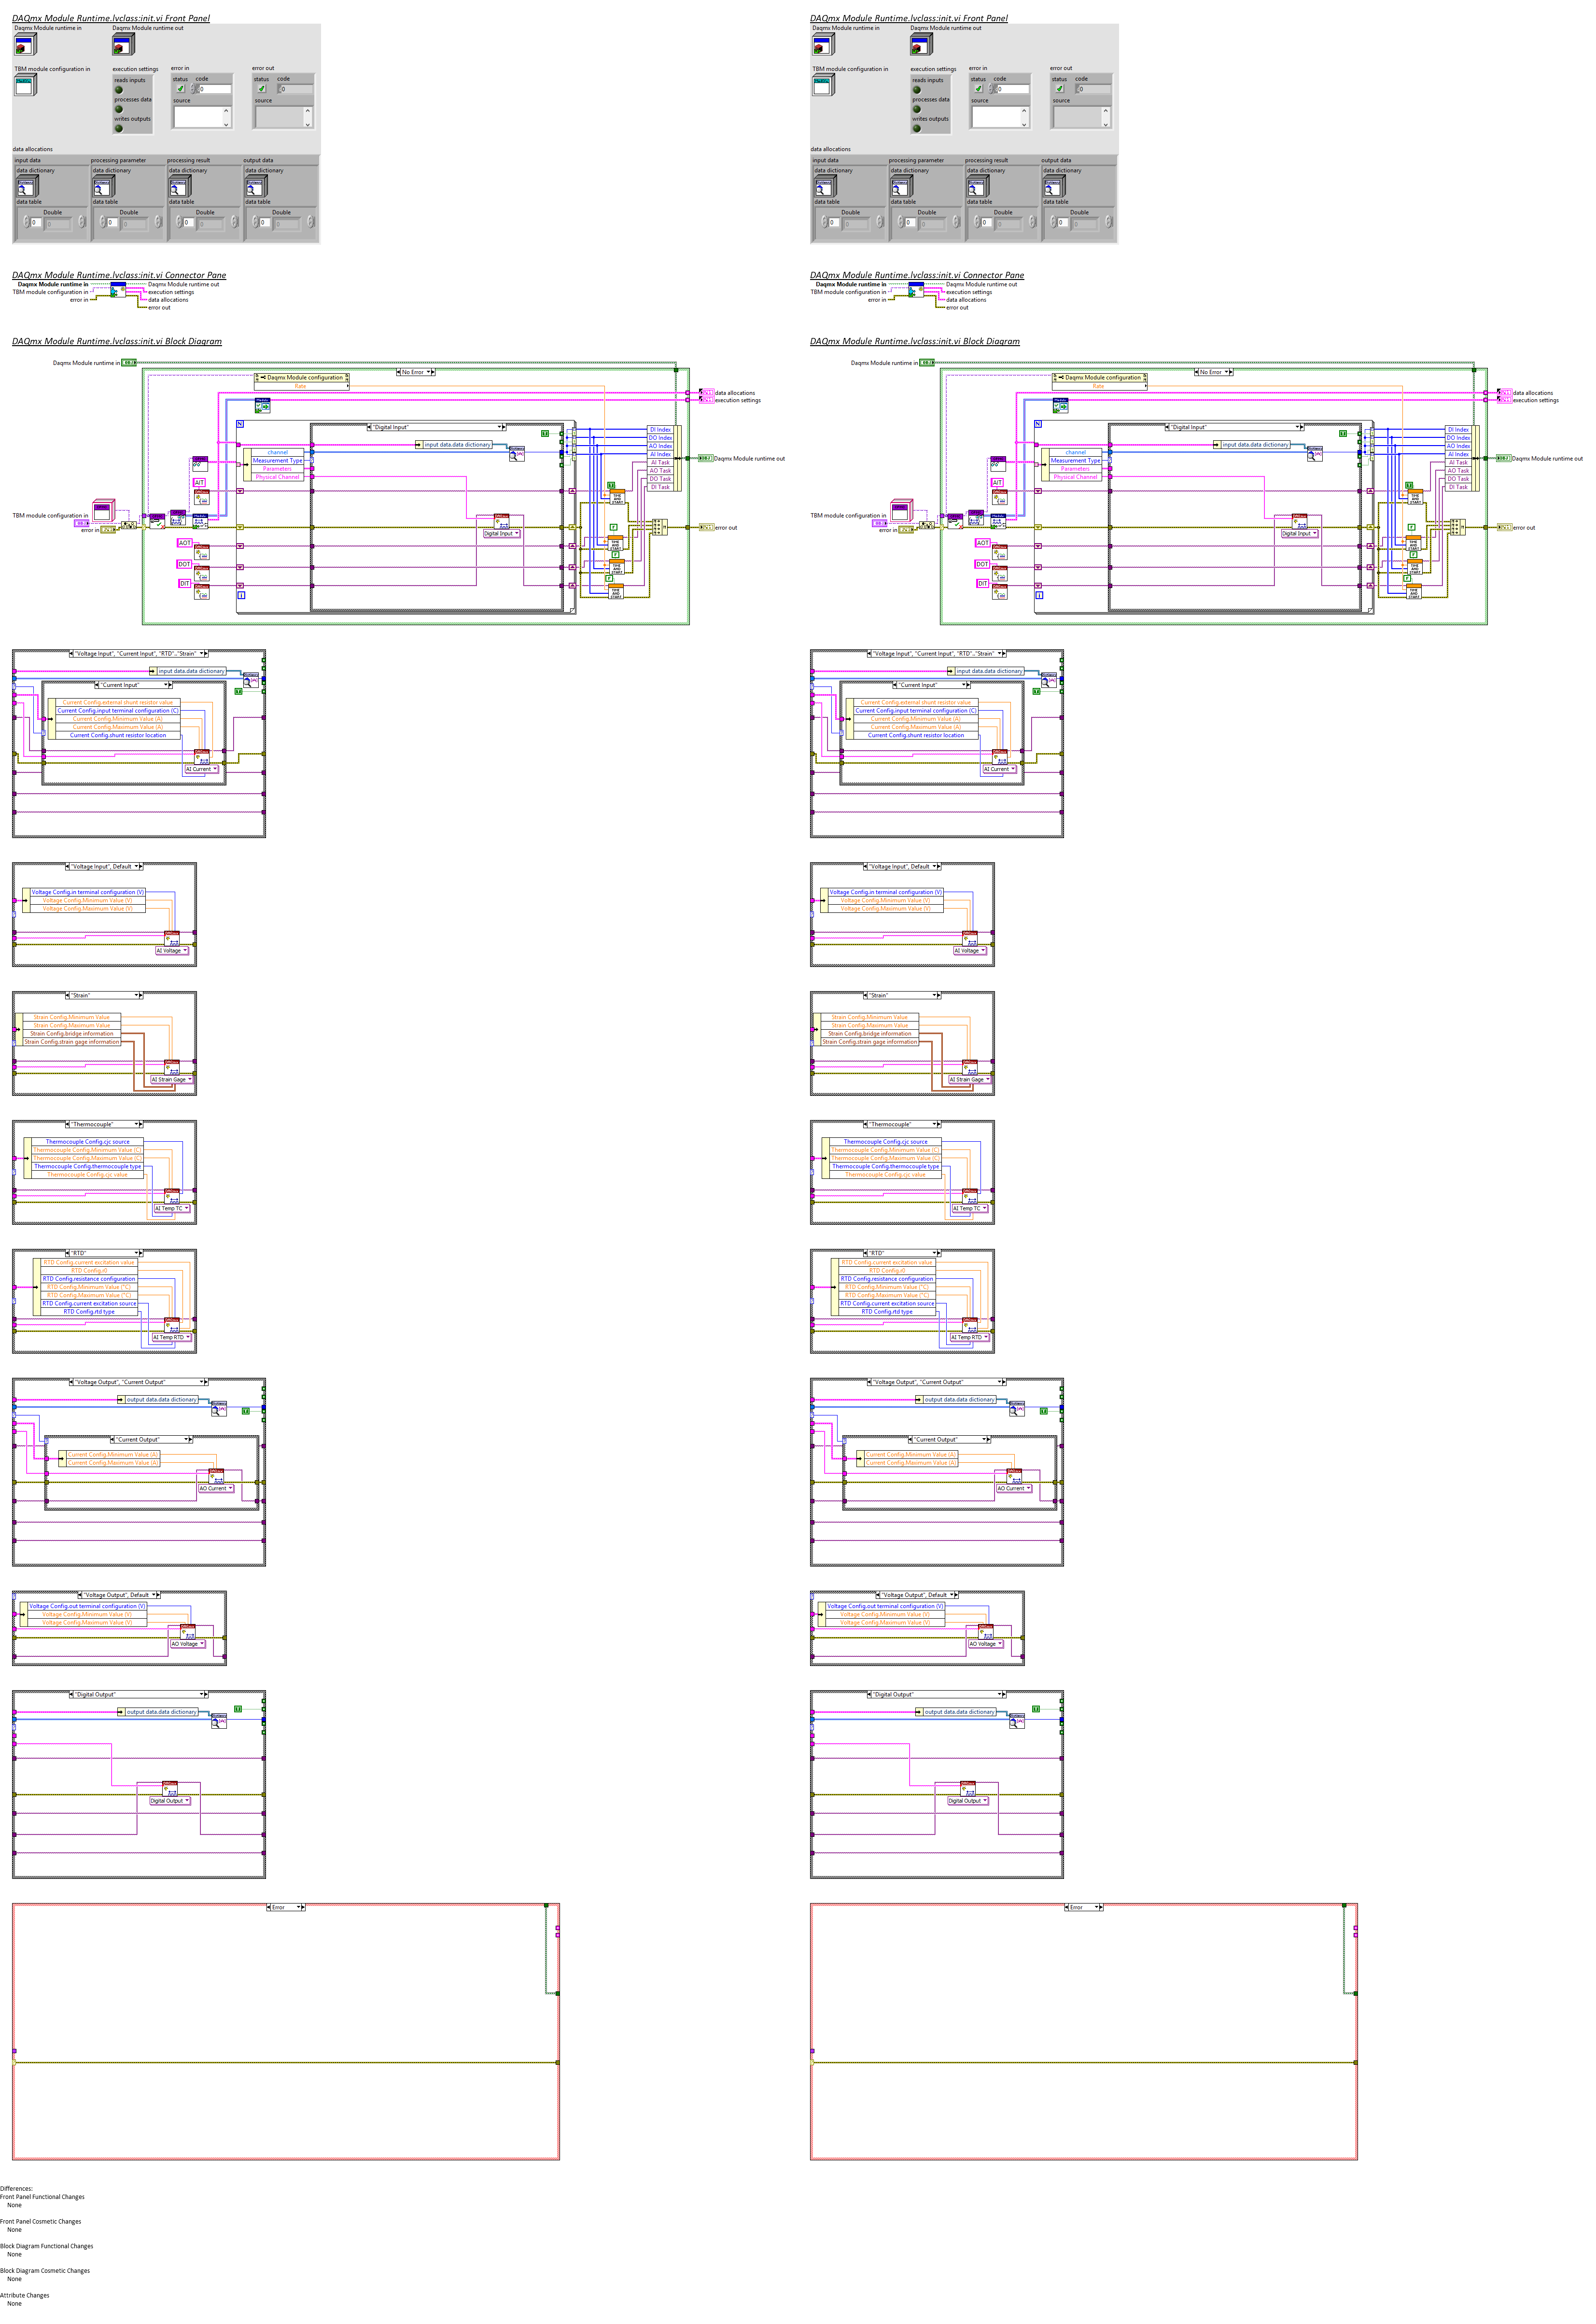 DAQmx Module Runtime.lvclass:init.vi Front Panel
Daqmx Module runtime in
Daqmx Module runtime out
TBM module configuration in
execution settings
reads inputs
processes data
writes outputs
error in
status code
0
source
error out
status code
0
source
data allocations
input data
data dictionary
data table
Double
0
0
processing parameter
data dictionary
data table
Double
0
0
processing result
data dictionary
data table
Double
0
0
output data
data dictionary
data table
Double
0
0
DAQmx Module Runtime.lvclass:init.vi Connector Pane
Daqmx Module runtime in
TBM module configuration in
error in
Daqmx Module runtime out
execution settings
data allocations
error out
DAQmx Module Runtime.lvclass:init.vi Block Diagram
Daqmx Module runtime in
No Error
Daqmx Module configuration
Rate
data allocations
execution settings
N
"Digital Input"
input data.data dictionary
channel
Measurement Type
Parameters
Physical Channel
AIT
TBM module configuration in
error in
Digital Input
AOT
DOT
DIT
i
DI Index
DO Index
AO Index
AI Index
AI Task
AO Task
DO Task
DI Task
Daqmx Module runtime out
error out
"Voltage Input", "Current Input", "RTD".."Strain"
input data.data dictionary
"Current Input"
Current Config.external shunt resistor value
Current Config.input terminal configuration (C)
Current Config.Minimum Value (A)
Current Config.Maximum Value (A)
Current Config.shunt resistor location
AI Current
"Voltage Input", Default
Voltage Config.in terminal configuration (V)
Voltage Config.Minimum Value (V)
Voltage Config.Maximum Value (V)
AI Voltage
"Strain"
Strain Config.Minimum Value
Strain Config.Maximum Value
Strain Config.bridge information
Strain Config.strain gage information
AI Strain Gage
"Thermocouple"
Thermocouple Config.cjc source
Thermocouple Config.Minimum Value (C)
Thermocouple Config.Maximum Value (C)
Thermocouple Config.thermocouple type
Thermocouple Config.cjc value
AI Temp TC
"RTD"
RTD Config.current excitation value
RTD Config.r0
RTD Config.resistance configuration
RTD Config.Minimum Value (°C)
RTD Config.Maximum Value (°C)
RTD Config.current excitation source
RTD Config.rtd type
AI Temp RTD
"Voltage Output", "Current Output"
output data.data dictionary
"Current Output"
Current Config.Minimum Value (A)
Current Config.Maximum Value (A)
AO Current
"Voltage Output", Default
Voltage Config.out terminal configuration (V)
Voltage Config.Minimum Value (V)
Voltage Config.Maximum Value (V)
AO Voltage
"Digital Output"
output data.data dictionary
Digital Output
Error
DAQmx Module Runtime.lvclass:init.vi Front Panel
Daqmx Module runtime in
Daqmx Module runtime out
TBM module configuration in
execution settings
reads inputs
processes data
writes outputs
error in
status code
0
source
error out
status code
0
source
data allocations
input data
data dictionary
data table
Double
0
0
processing parameter
data dictionary
data table
Double
0
0
processing result
data dictionary
data table
Double
0
0
output data
data dictionary
data table
Double
0
0
DAQmx Module Runtime.lvclass:init.vi Connector Pane
Daqmx Module runtime in
TBM module configuration in
error in
Daqmx Module runtime out
execution settings
data allocations
error out
DAQmx Module Runtime.lvclass:init.vi Block Diagram
Daqmx Module runtime in
No Error
Daqmx Module configuration
Rate
data allocations
execution settings
N
"Digital Input"
input data.data dictionary
channel
Measurement Type
Parameters
Physical Channel
AIT
TBM module configuration in
error in
Digital Input
AOT
DOT
DIT
i
DI Index
DO Index
AO Index
AI Index
AI Task
AO Task
DO Task
DI Task
Daqmx Module runtime out
error out
"Voltage Input", "Current Input", "RTD".."Strain"
input data.data dictionary
"Current Input"
Current Config.external shunt resistor value
Current Config.input terminal configuration (C)
Current Config.Minimum Value (A)
Current Config.Maximum Value (A)
Current Config.shunt resistor location
AI Current
"Voltage Input", Default
Voltage Config.in terminal configuration (V)
Voltage Config.Minimum Value (V)
Voltage Config.Maximum Value (V)
AI Voltage
"Strain"
Strain Config.Minimum Value
Strain Config.Maximum Value
Strain Config.bridge information
Strain Config.strain gage information
AI Strain Gage
"Thermocouple"
Thermocouple Config.cjc source
Thermocouple Config.Minimum Value (C)
Thermocouple Config.Maximum Value (C)
Thermocouple Config.thermocouple type
Thermocouple Config.cjc value
AI Temp TC
"RTD"
RTD Config.current excitation value
RTD Config.r0
RTD Config.resistance configuration
RTD Config.Minimum Value (°C)
RTD Config.Maximum Value (°C)
RTD Config.current excitation source
RTD Config.rtd type
AI Temp RTD
"Voltage Output", "Current Output"
output data.data dictionary
"Current Output"
Current Config.Minimum Value (A)
Current Config.Maximum Value (A)
AO Current
"Voltage Output", Default
Voltage Config.out terminal configuration (V)
Voltage Config.Minimum Value (V)
Voltage Config.Maximum Value (V)
AO Voltage
"Digital Output"
output data.data dictionary
Digital Output
Error
Differences:
Front Panel Functional Changes
None
Front Panel Cosmetic Changes
None
Block Diagram Functional Changes
None
Block Diagram Cosmetic Changes
None
Attribute Changes
None